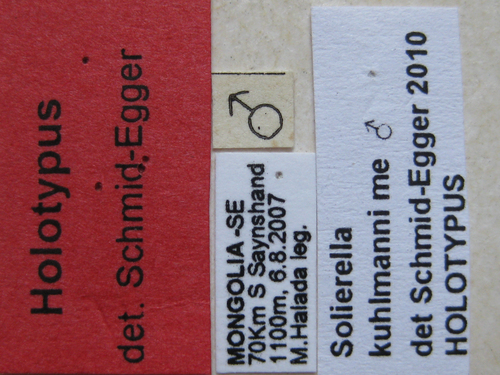 Holotypus
det. Schmid-Egger
♂
MONGOLIA -SE
70Km S Saynshand
1100m, 6.8.2007
M.Halada leg.
Solierella
kuhlmanni me ♂
det Schmid-Egger 2010
HOLOTYPUS